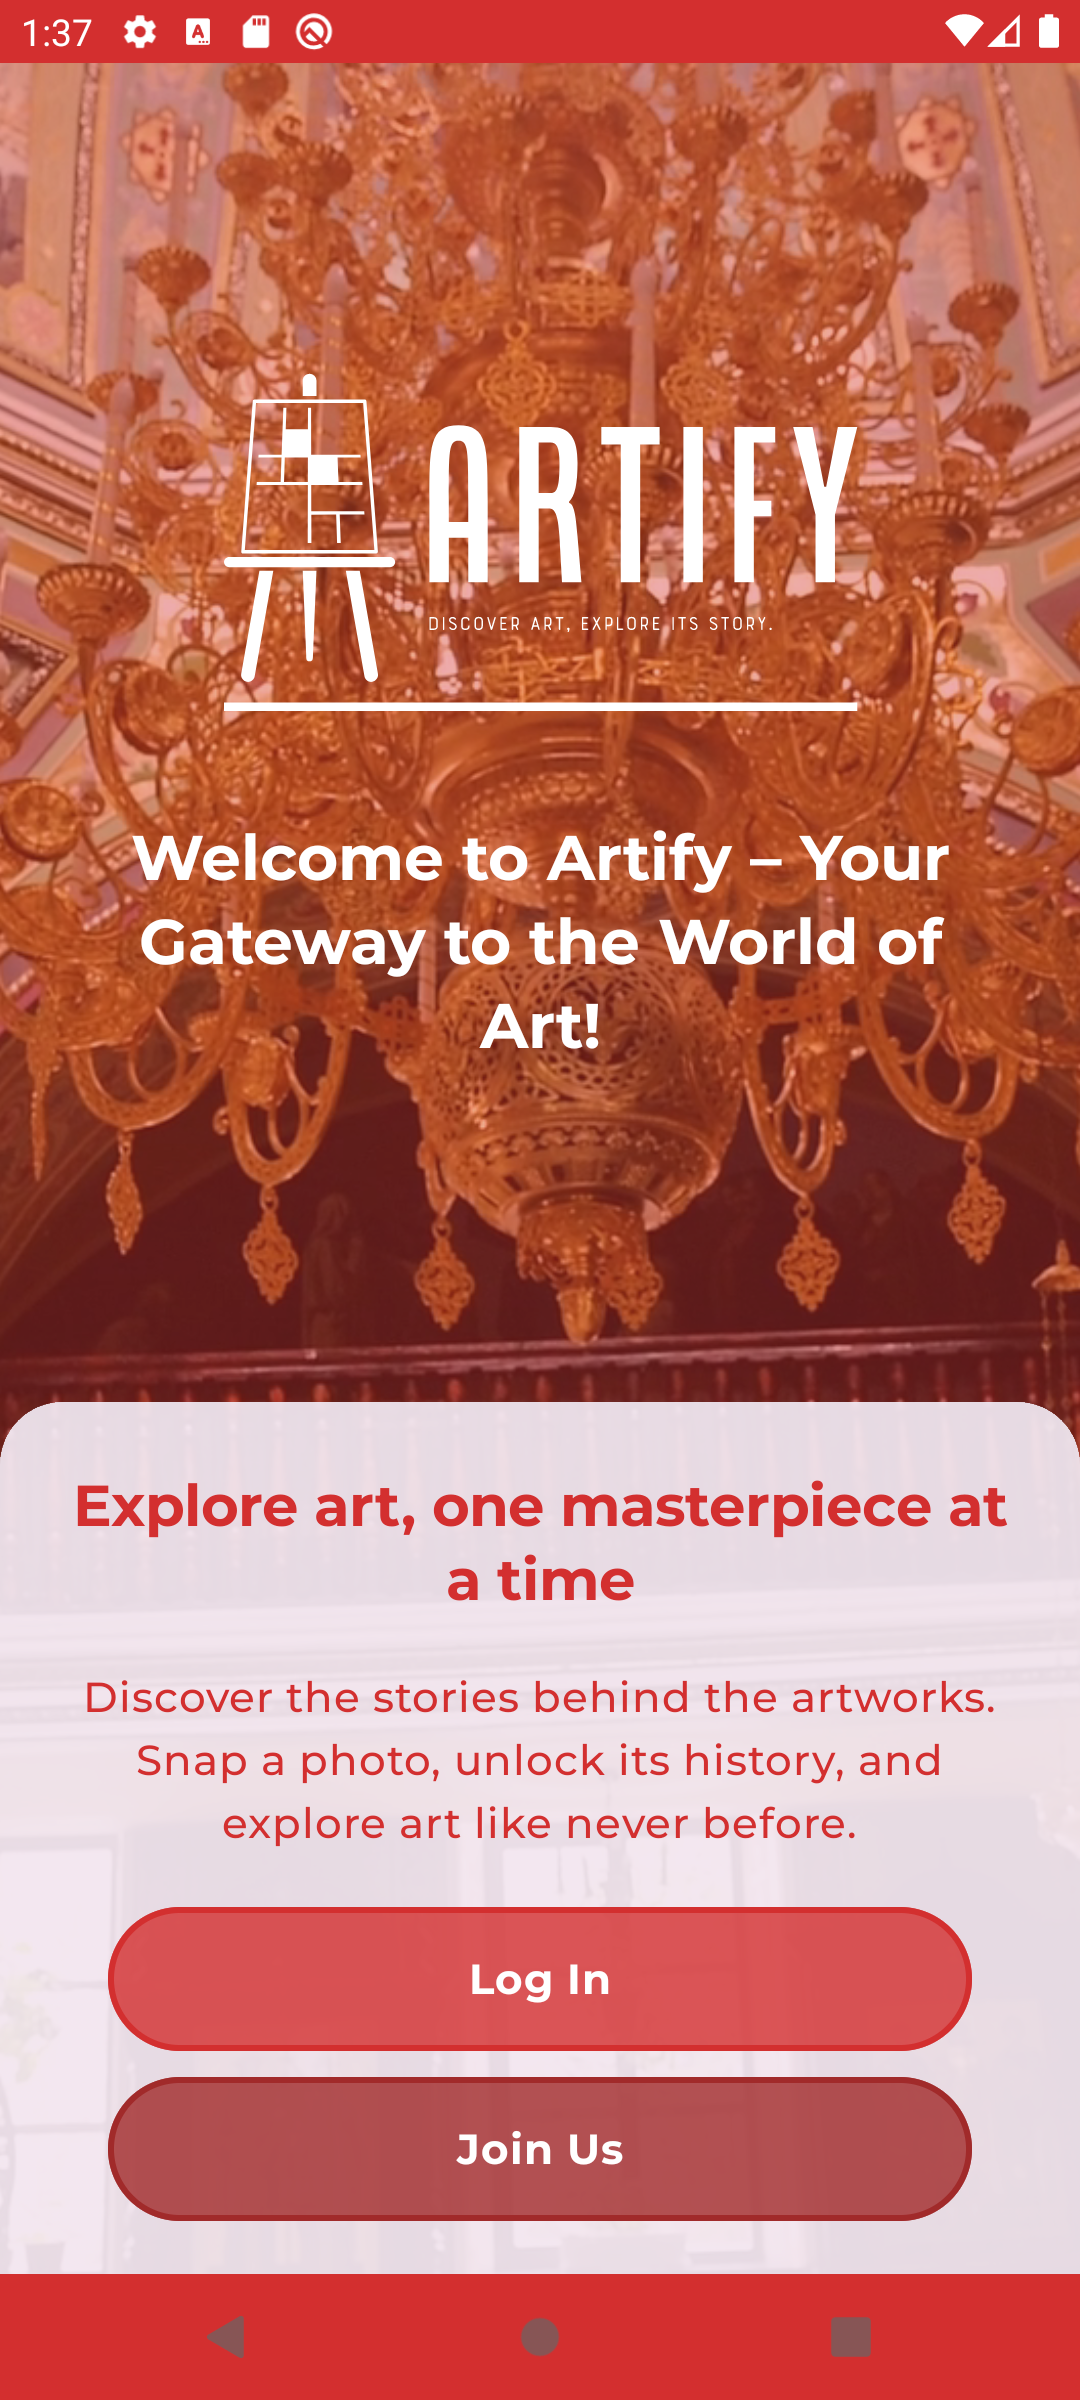 1:37
ARTIFY
DISCOVER ART, EXPLORE ITS STORY.
Welcome to Artify – Your
Gateway to the World of
Art!
Explore art, one masterpiece at
a time
Discover the stories behind the artworks.
Snap a photo, unlock its history, and
explore art like never before.
Log In
Join Us